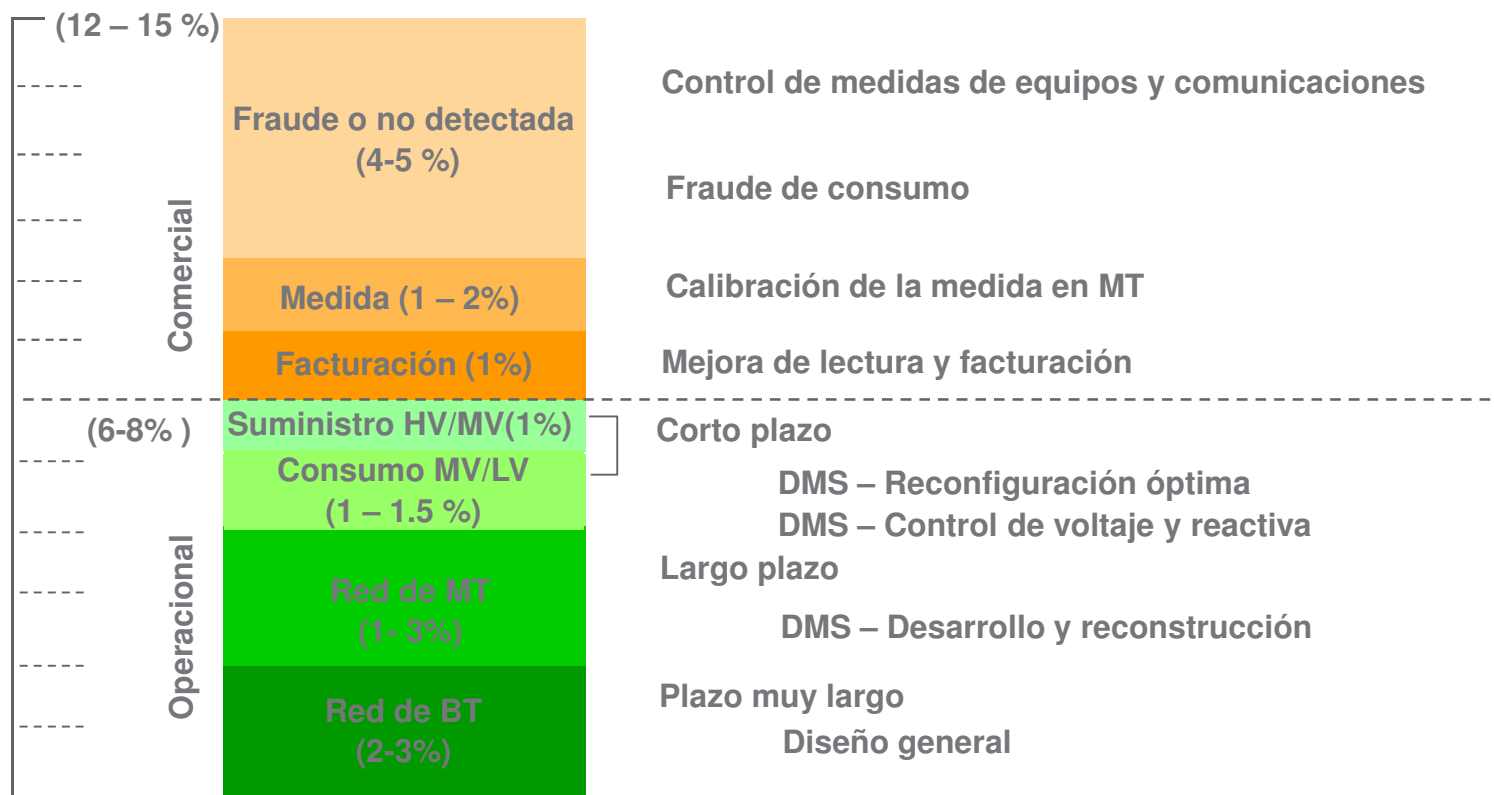 (12 – 15 %)
Fraude o no detectada
(4-5 %)
Control de medidas de equipos y comunicaciones
Fraude de consumo
Comercial
Medida (1 – 2%)
Calibración de la medida en MT
Facturación (1%)
Mejora de lectura y facturación
(6-8% )
Suministro HV/MV(1%)
Corto plazo
Consumo MV/LV
(1 – 1.5 %)
DMS – Reconfiguración óptima
DMS – Control de voltaje y reactiva
Operacional
Red de MT
(1- 3%)
Largo plazo
DMS – Desarrollo y reconstrucción
Red de BT
(2-3%)
Plazo muy largo
Diseño general